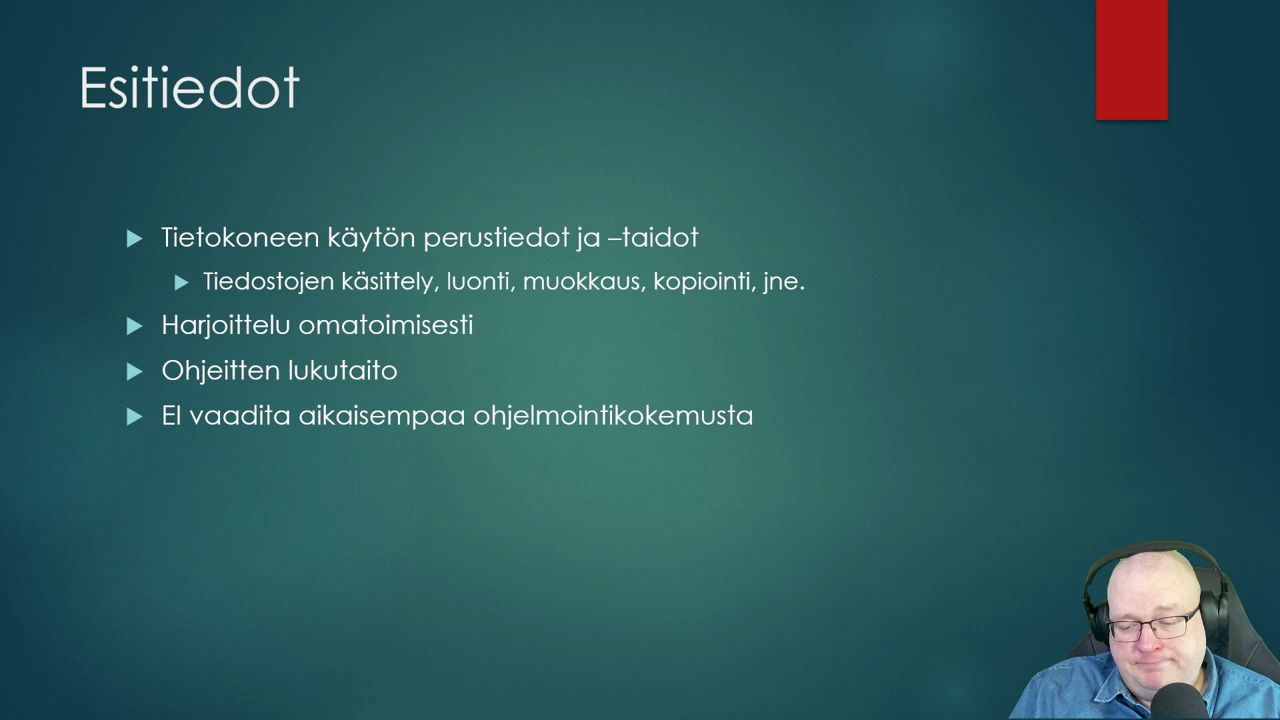 Esitiedot
Tietokoneen käytön perustiedot ja –taidot
Tiedostojen käsittely, luonti, muokkaus, kopiointi, jne.
Harjoittelu omatoimisesti
Ohjeitten lukutaito
EI vaadita aikaisempaa ohjelmointikokemusta